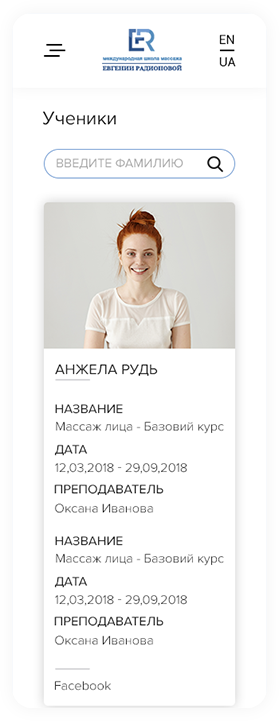 EN
UA
ER
международная школа массажа
ЕВГЕНИИ РАДИОНОВОЙ
Ученики
ВВЕДИТЕ ФАМИЛИЮ
АНЖЕЛА РУДЬ
НАЗВАНИЕ
Массаж лица - Базовий курс
ДАТА
12,03,2018 - 29,09,2018
ПРЕПОДАВАТЕЛЬ
Оксана Иванова
НАЗВАНИЕ
Массаж лица - Базовий курс
ДАТА
12,03,2018 - 29,09,2018
ПРЕПОДАВАТЕЛЬ
Оксана Иванова
Facebook